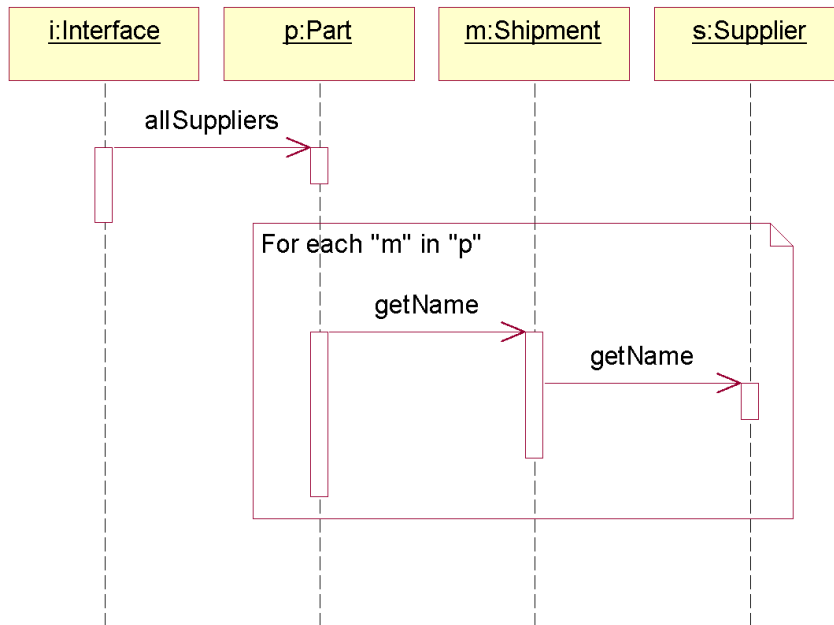 i:Interface
p:Part
m:Shipment
s:Supplier
allSuppliers
For each "m" in "p"
getName
getName